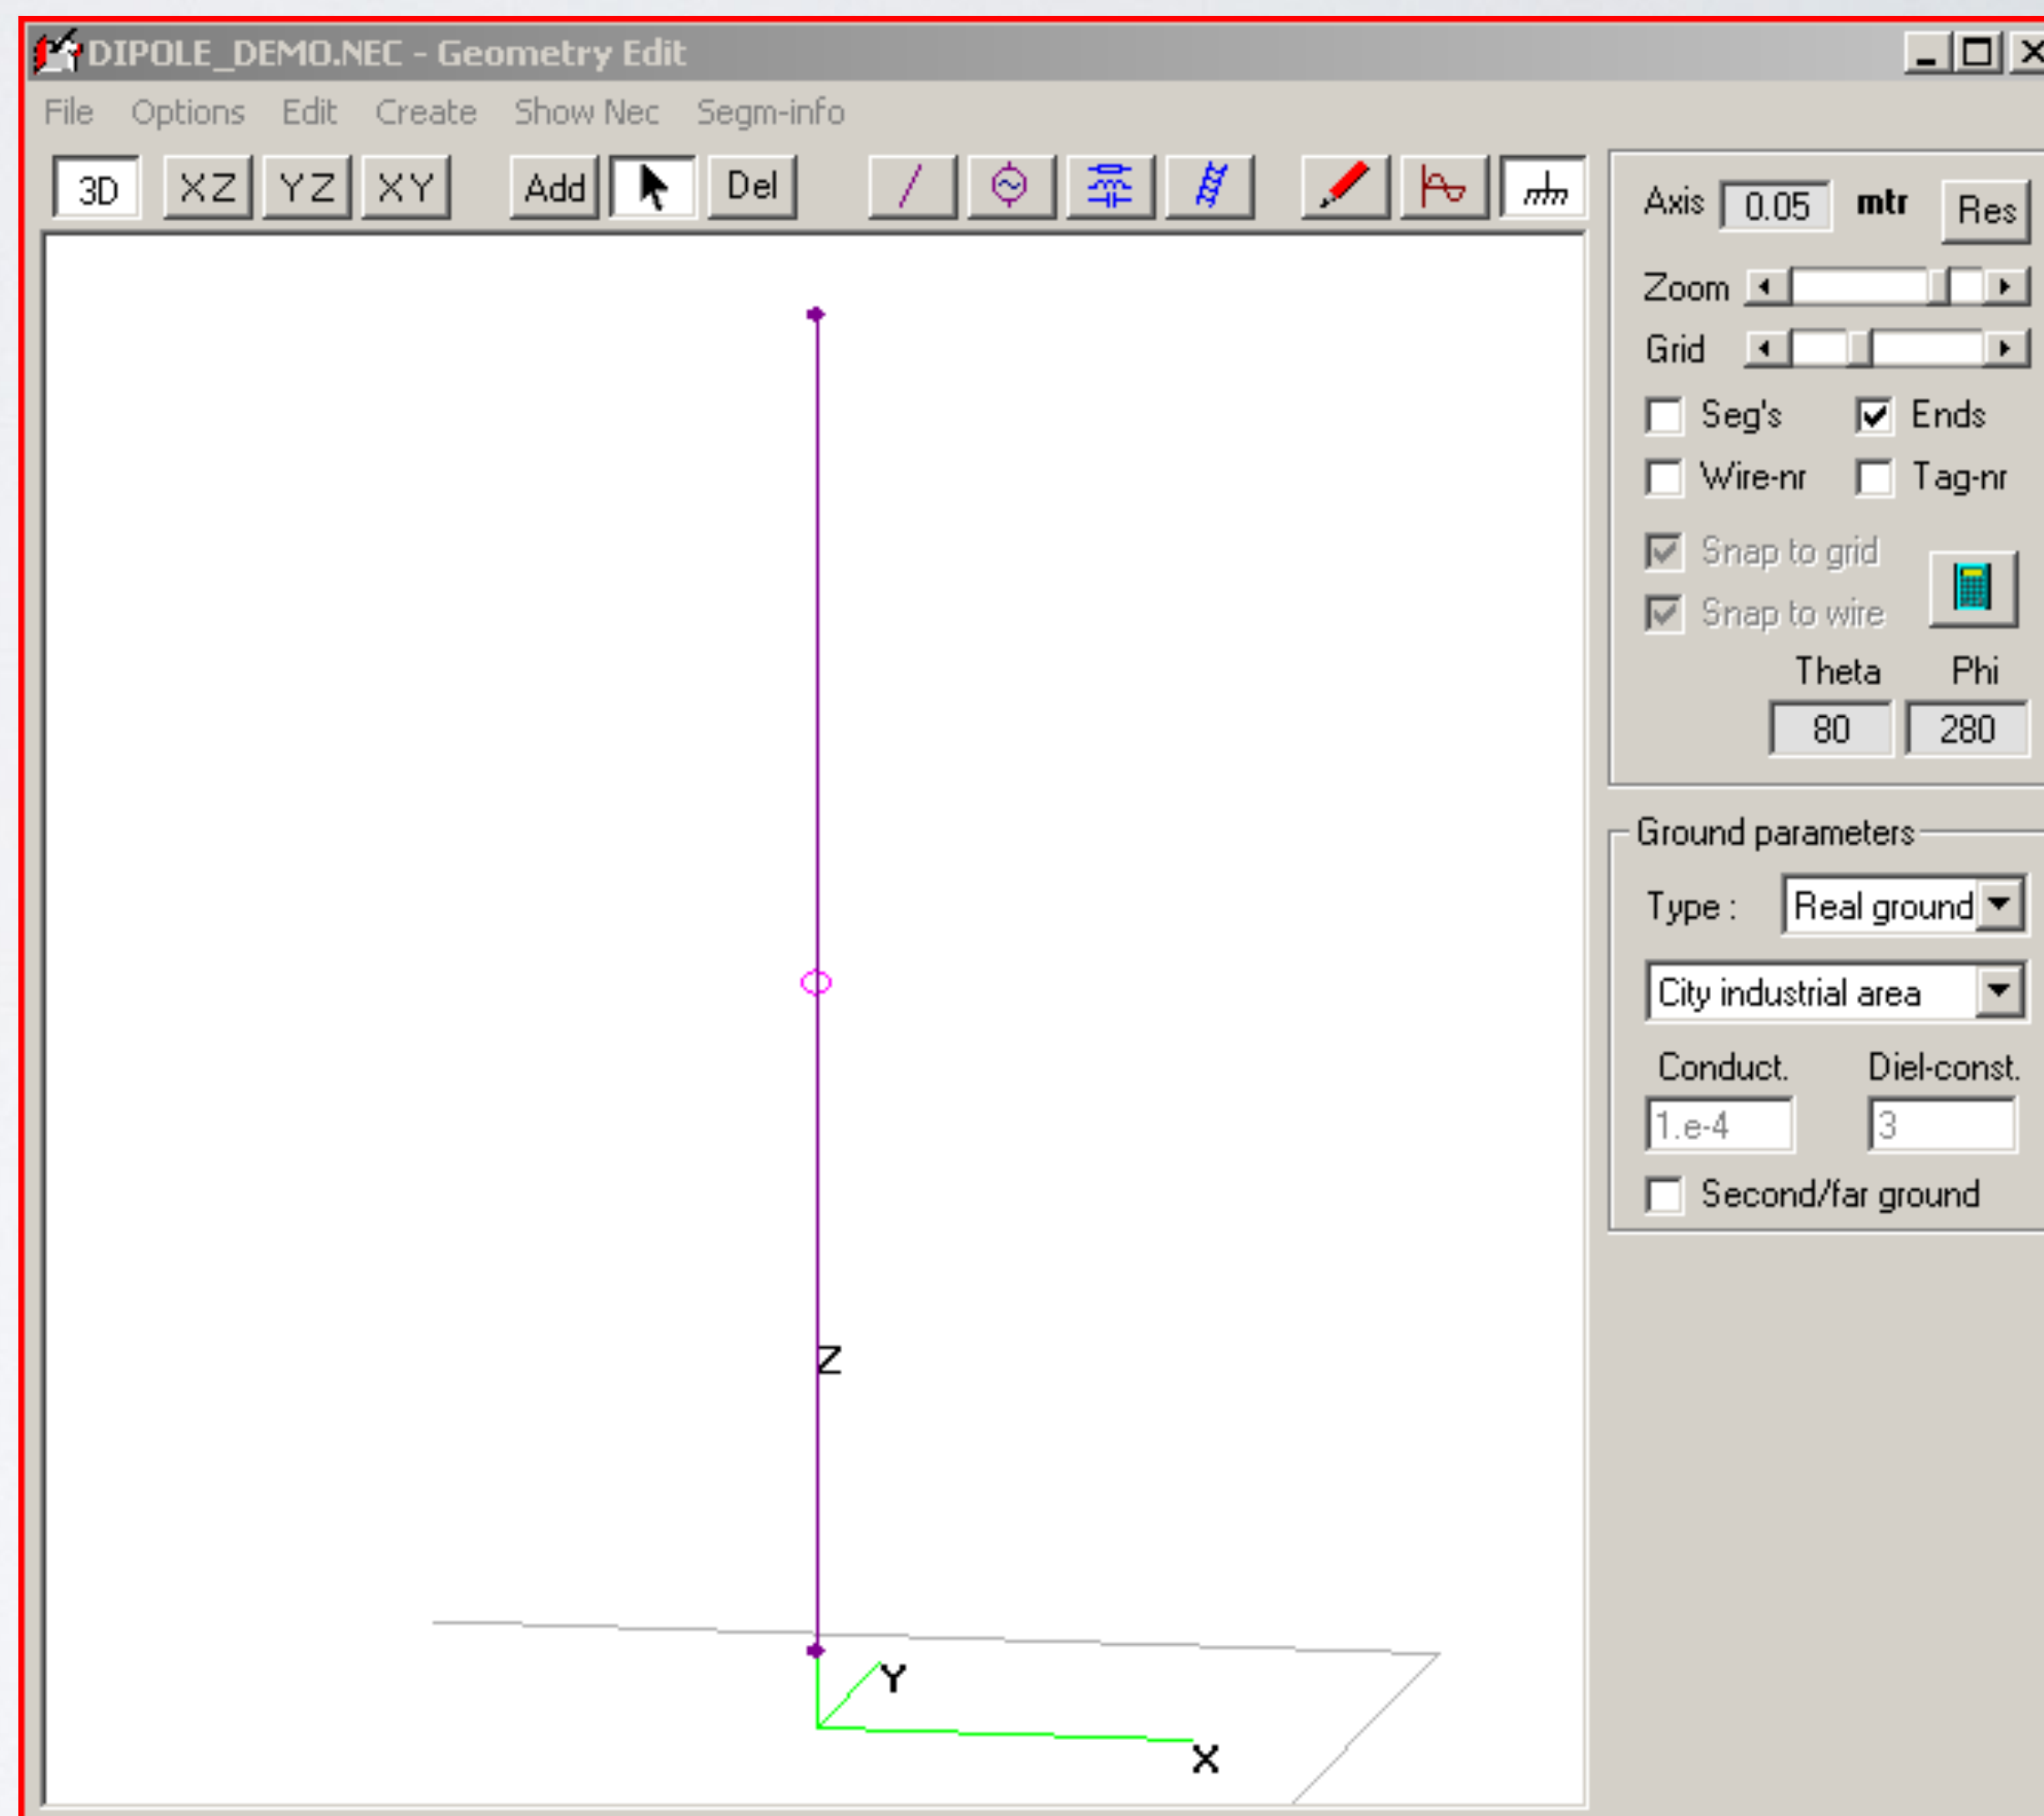 DIPOLE_DEMO.NEC - Geometry Edit
File Options Edit Create Show Nec Segm-info
3D XZ YZ XY Add Del
Axis 0.05 mtr Res
Zoom
Grid
Seg's Ends
Wire-nr Tag-nr
Snap to grid
Snap to wire
Theta Phi
80 280
Ground parameters
Type : Real ground
City industrial area
Conduct. Diel-const.
1.e-4 3
Second/far ground
Z
Y
X